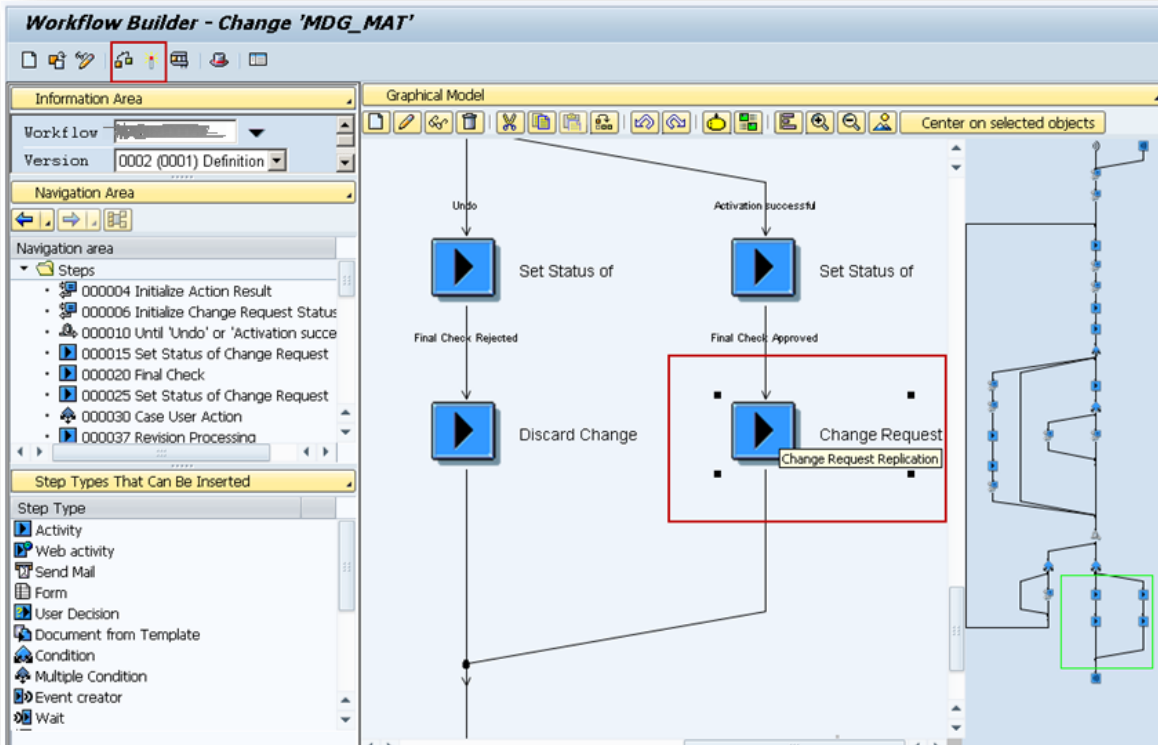 Workflow Builder - Change 'MDG_MAT'
Information Area
Workflow
Version 0002 (0001) Definition
Navigation Area
Navigation area
Steps
000004 Initialize Action Result
000006 Initialize Change Request Status
000010 Until 'Undo' or 'Activation succe
000015 Set Status of Change Request
000020 Final Check
000025 Set Status of Change Request
000030 Case User Action
000037 Revision Processing
Step Types That Can Be Inserted
Step Type
Activity
Web activity
Send Mail
Form
User Decision
Document from Template
Condition
Multiple Condition
Event creator
Wait
Graphical Model
Center on selected objects
Undo
Activation successful
Set Status of
Set Status of
Final Check Rejected
Final Check Approved
Discard Change
Change Request
Change Request Replication